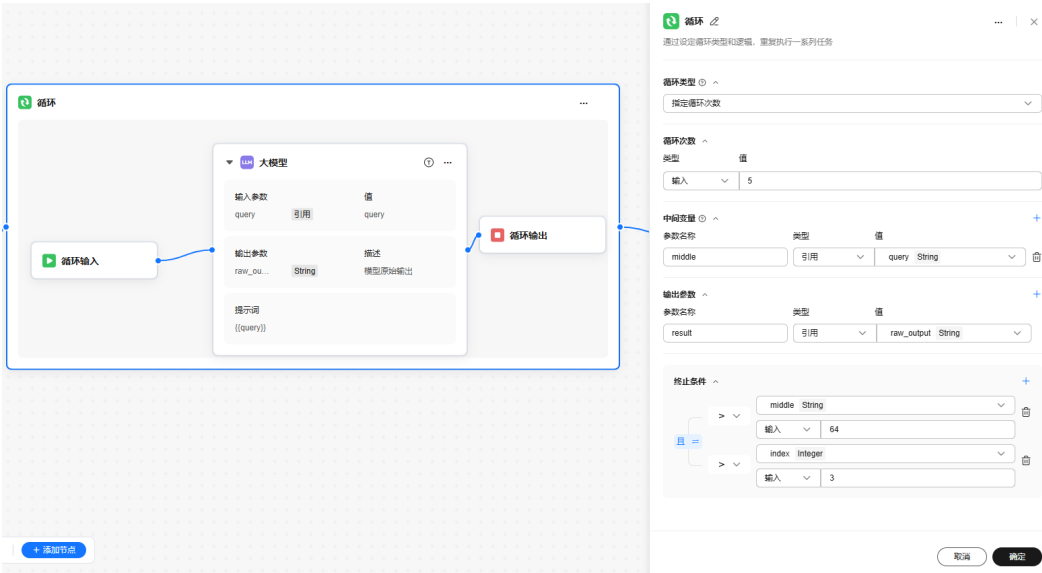 循环
循环输入
LLM 大模型
输入参数 值
query 引用 query
输出参数 描述
raw_ou... String 模型原始输出
提示词
{{query}}
循环输出
+ 添加节点
循环
通过设定循环类型和逻辑，重复执行一系列任务
循环类型
指定循环次数
循环次数
类型 值
输入 5
中间变量
参数名称 类型 值
middle 引用 query String
输出参数
参数名称 类型 值
result 引用 raw_output String
终止条件
middle String
>
输入 64
且
index Integer
>
输入 3
取消 确定